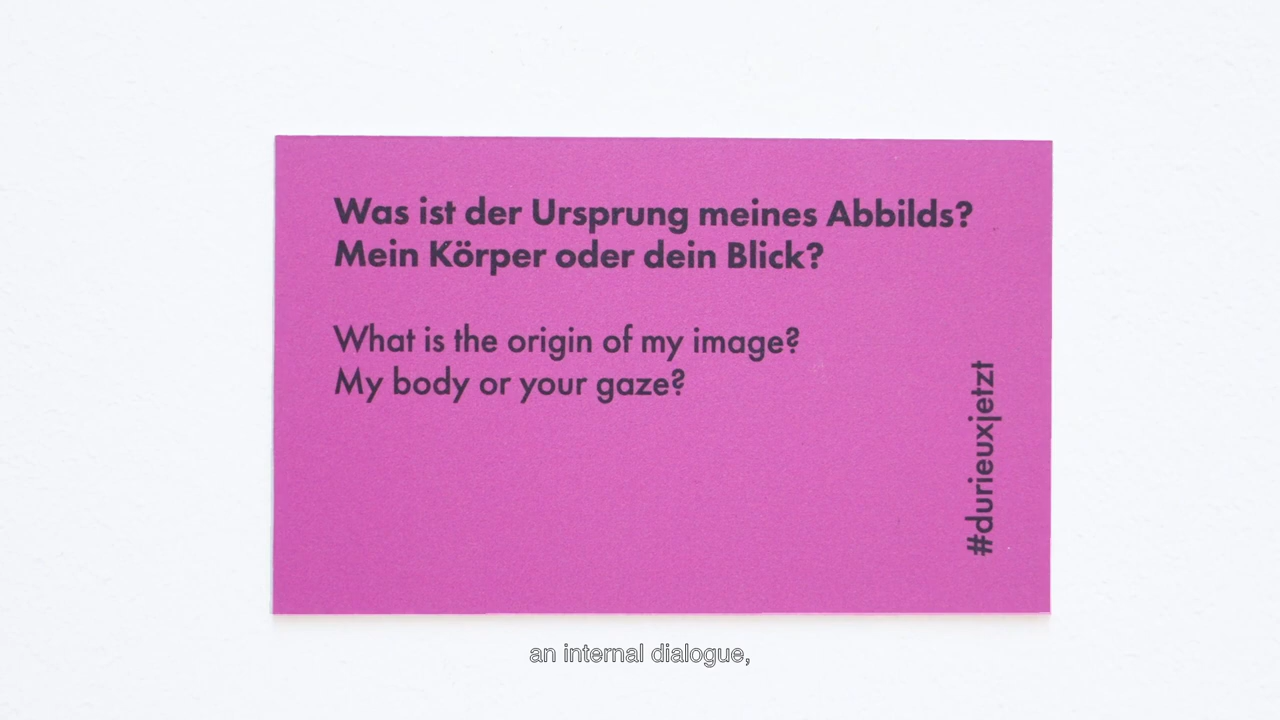 Was ist der Ursprung meines Abbilds?
Mein Körper oder dein Blick?
What is the origin of my image?
My body or your gaze?
#durieuxjetzt
an internal dialogue,